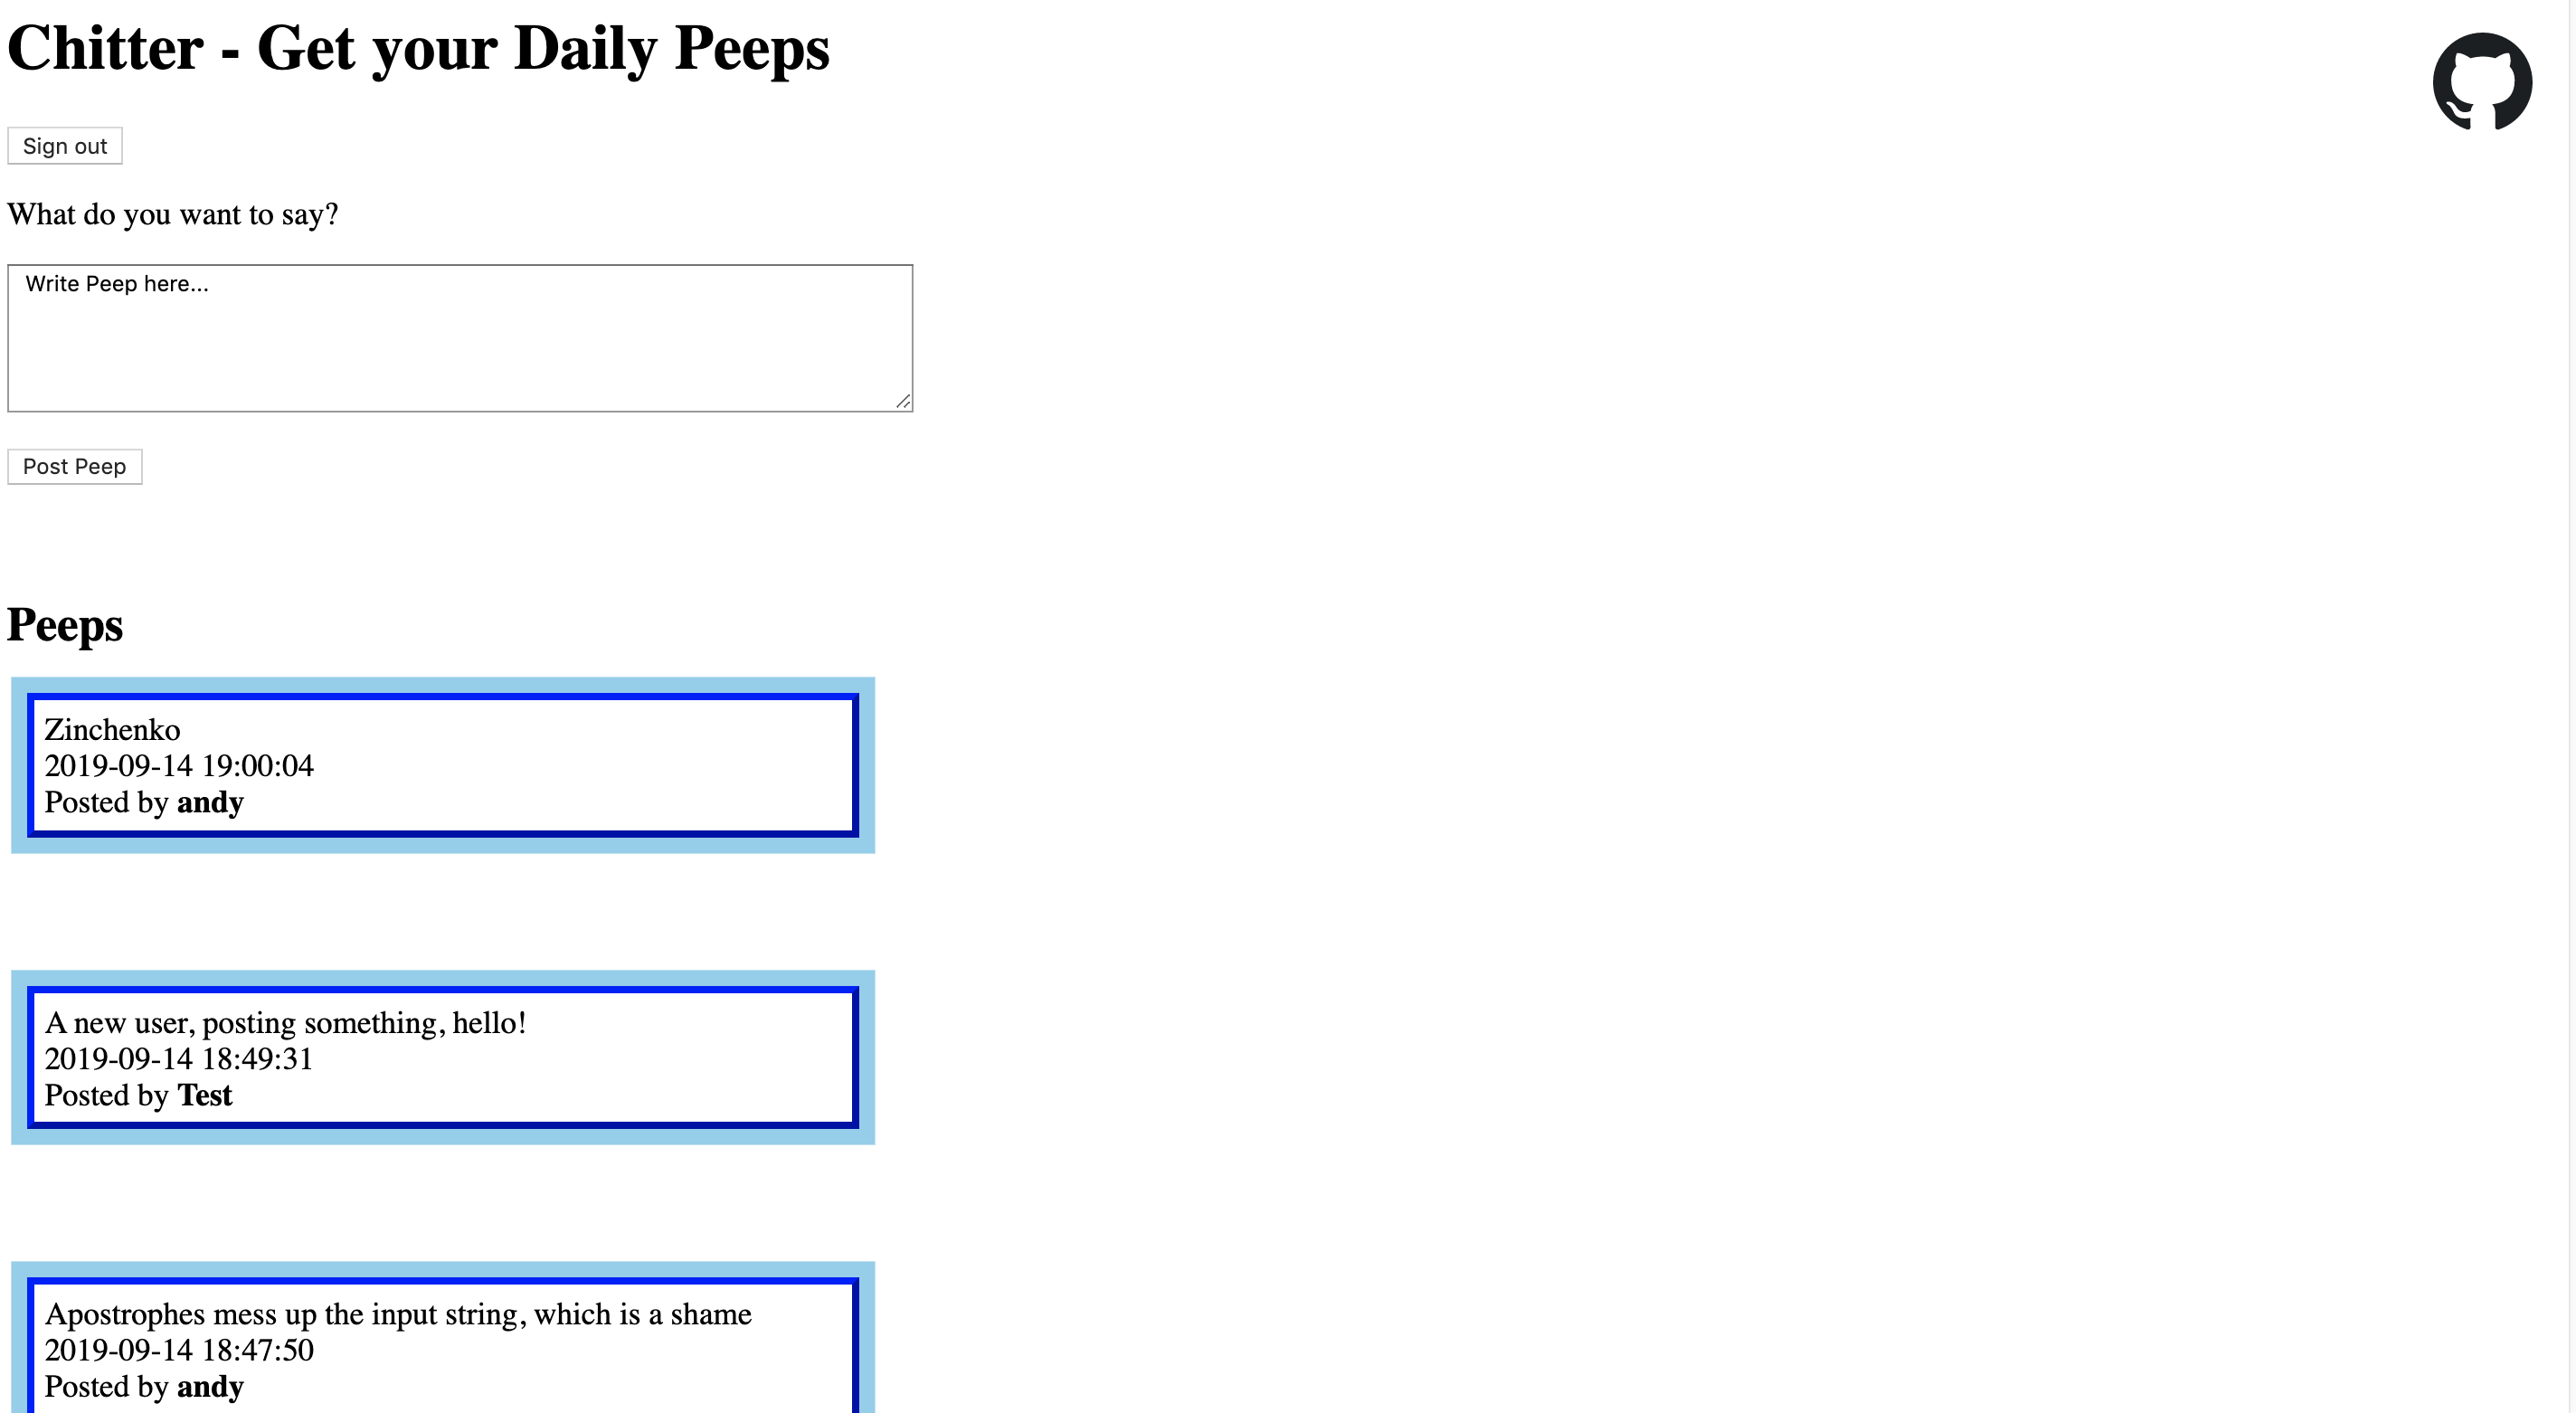 Chitter - Get your Daily Peeps
Sign out
What do you want to say?
Write Peep here...
Post Peep
Peeps
Zinchenko
2019-09-14 19:00:04
Posted by andy
A new user, posting something, hello!
2019-09-14 18:49:31
Posted by Test
Apostrophes mess up the input string, which is a shame
2019-09-14 18:47:50
Posted by andy